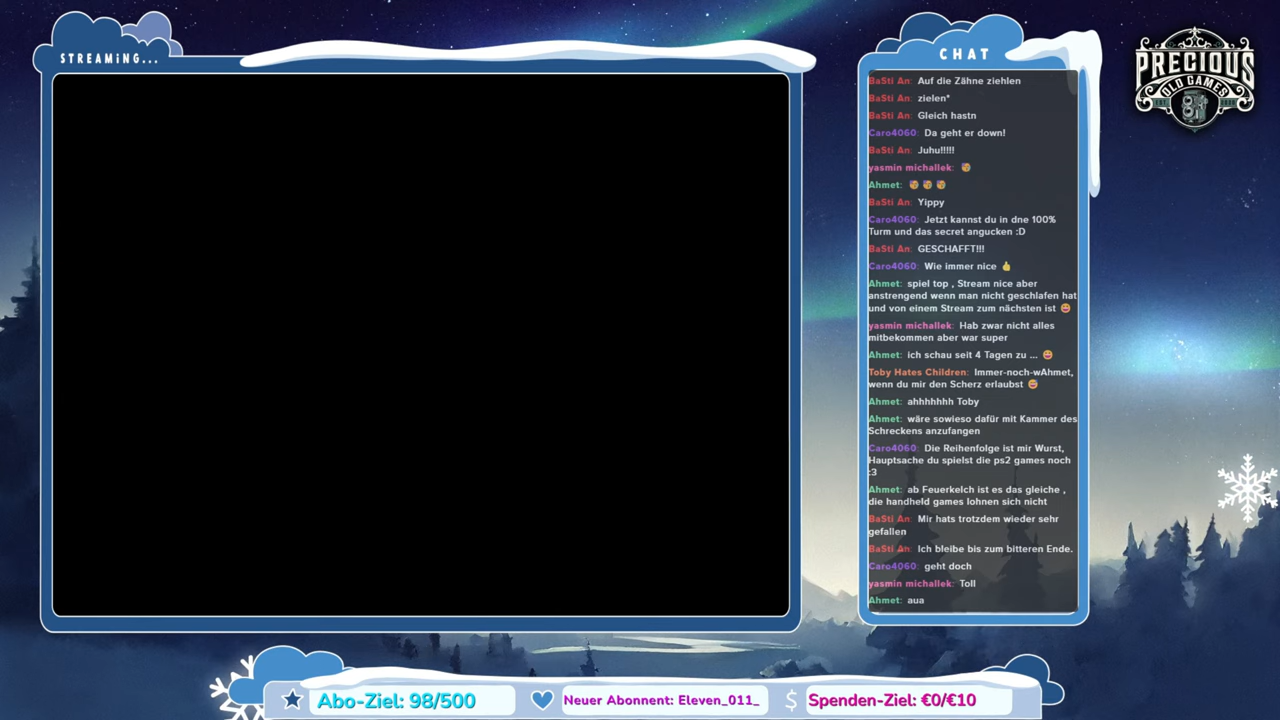 STREAMiNG...
CHAT
PRECIOUS
OLD GAMES
BaSti An: Auf die Zähne ziehlen
BaSti An: zielen*
BaSti An: Gleich hastn
Caro4060: Da geht er down!
BaSti An: Juhu!!!!!
yasmin michallek:
Ahmet:
BaSti An: Yippy
Caro4060: Jetzt kannst du in dne 100%
Turm und das secret angucken :D
BaSti An: GESCHAFFT!!!
Caro4060: Wie immer nice 👍
Ahmet: spiel top , Stream nice aber
anstrengend wenn man nicht geschlafen hat
und von einem Stream zum nächsten ist 😅
yasmin michallek: Hab zwar nicht alles
mitbekommen aber war super
Ahmet: ich schau seit 4 Tagen zu ... 😅
Toby Hates Children: Immer-noch-wAhmet,
wenn du mir den Scherz erlaubst 😅
Ahmet: ahhhhhhh Toby
Ahmet: wäre sowieso dafür mit Kammer des
Schreckens anzufangen
Caro4060: Die Reihenfolge ist mir Wurst,
Hauptsache du spielst die ps2 games noch
:3
Ahmet: ab Feuerkelch ist es das gleiche ,
die handheld games lohnen sich nicht
BaSti An: Mir hats trotzdem wieder sehr
gefallen
BaSti An: Ich bleibe bis zum bitteren Ende.
Caro4060: geht doch
yasmin michallek: Toll
Ahmet: aua
Abo-Ziel: 98/500
Neuer Abonnent: Eleven_011_
$ Spenden-Ziel: €0/€10